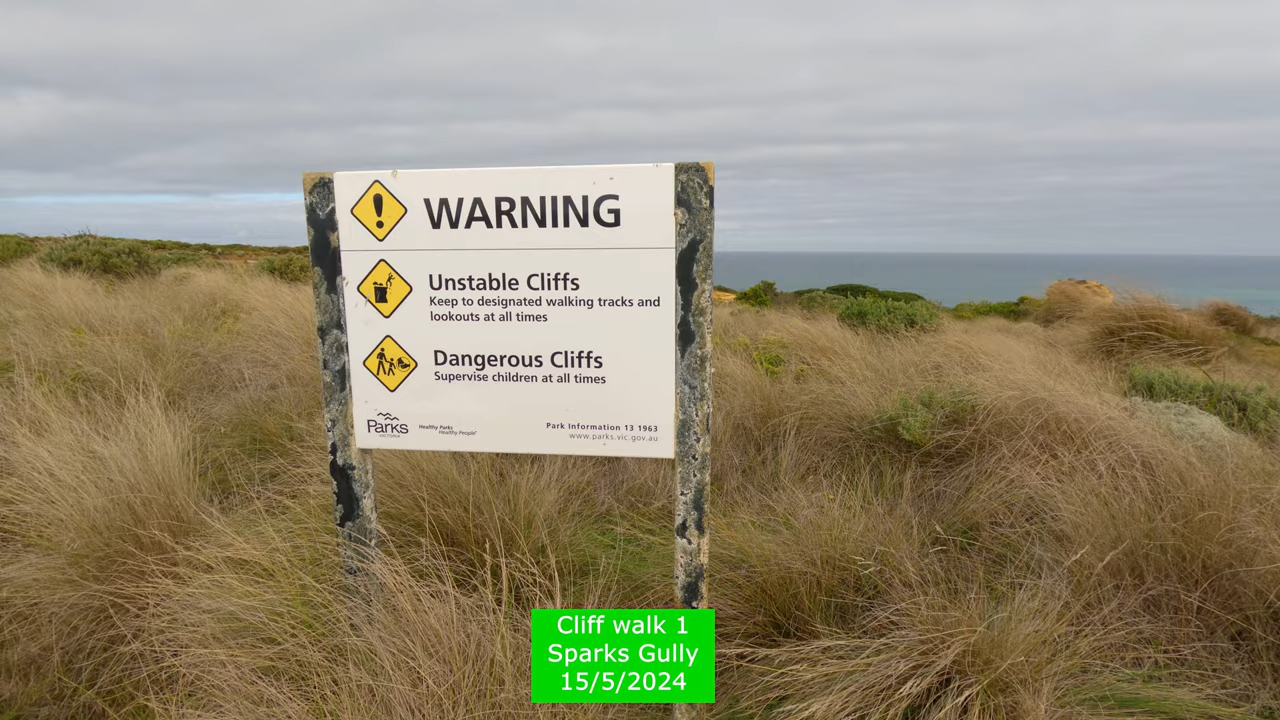 WARNING
Unstable Cliffs
Keep to designated walking tracks and
lookouts at all times
Dangerous Cliffs
Supervise children at all times
Parks
VICTORIA
Healthy Parks
Healthy People
Park Information 13 1963
www.parks.vic.gov.au
Cliff walk 1
Sparks Gully
15/5/2024